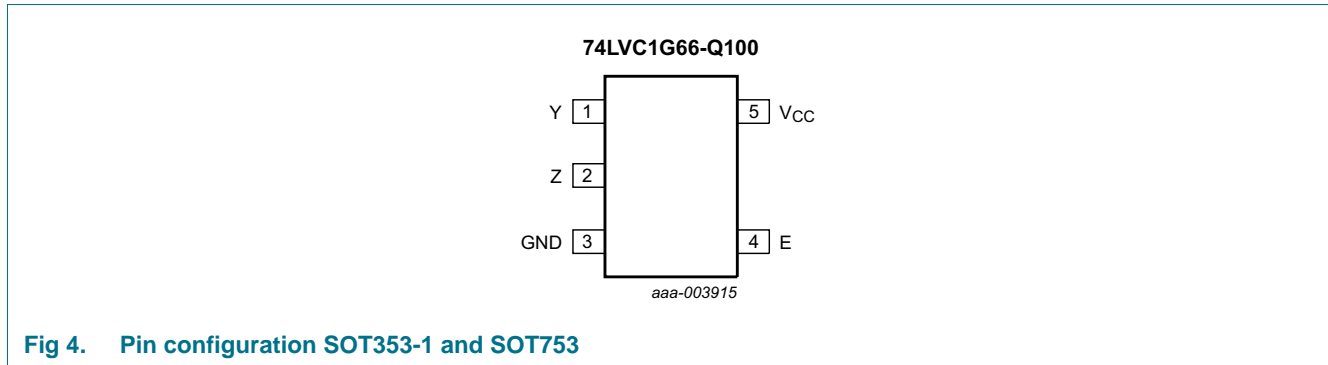 74LVC1G66-Q100
Y 1 5 VCC
Z 2
GND 3 4 E
aaa-003915
Fig 4. Pin configuration SOT353-1 and SOT753